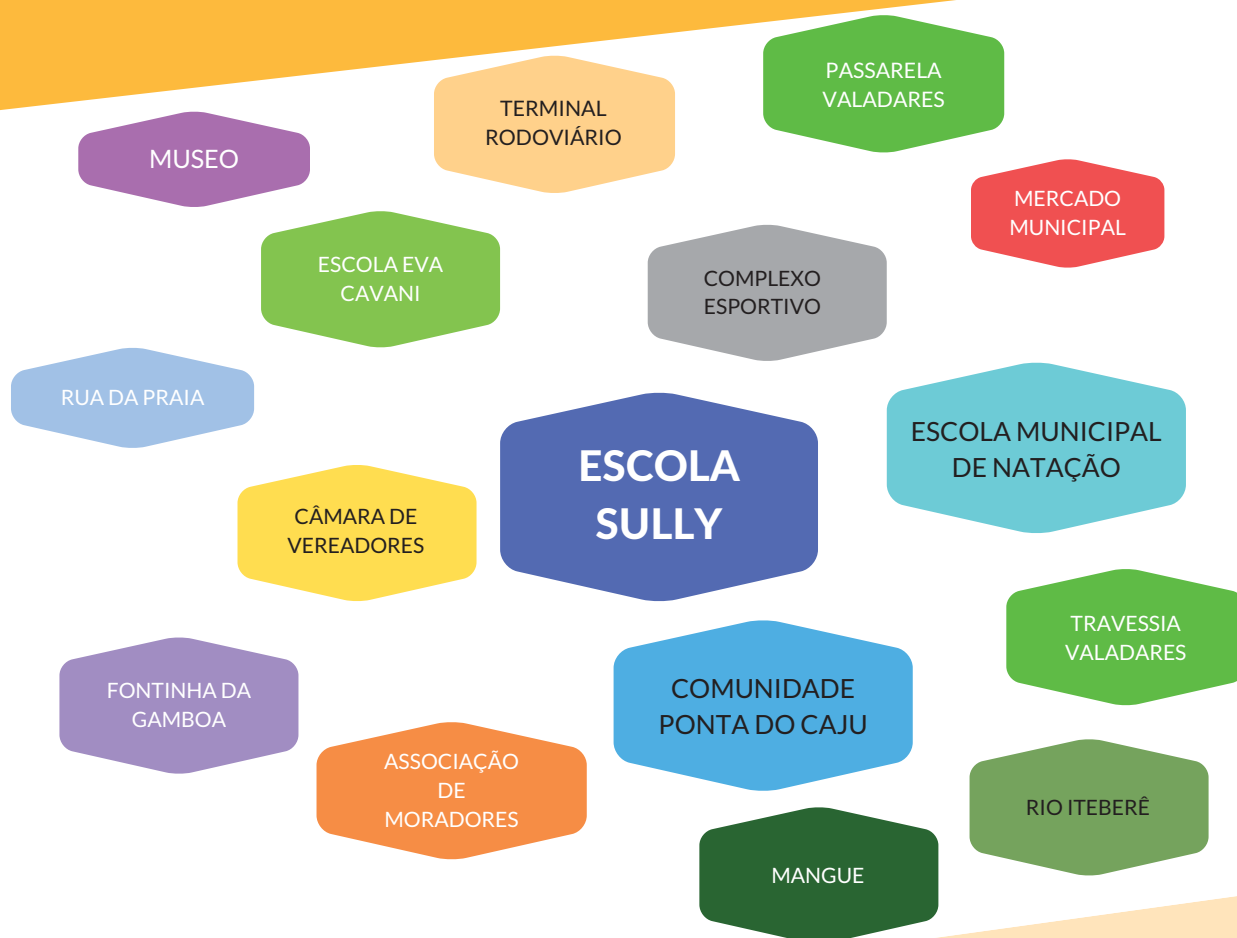 PASSARELA
VALADARES
TERMINAL
RODOVIÁRIO
MUSEO
MERCADO
MUNICIPAL
ESCOLA EVA
CAVANI
COMPLEXO
ESPORTIVO
RUA DA PRAIA
ESCOLA MUNICIPAL
DE NATAÇÃO
ESCOLA
SULLY
CÂMARA DE
VEREADORES
TRAVESSIA
VALADARES
FONTINHA DA
GAMBOA
COMUNIDADE
PONTA DO CAJU
ASSOCIAÇÃO
DE
MORADORES
RIO ITEBERÊ
MANGUE